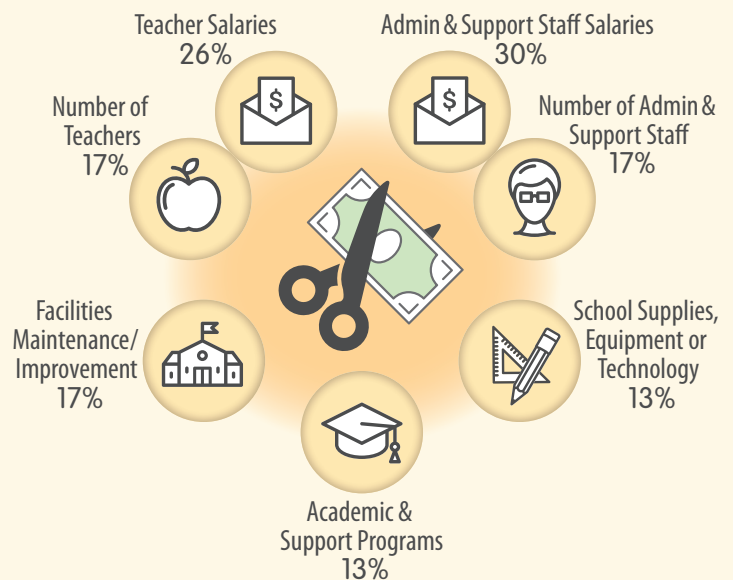 Teacher Salaries
26%
Admin & Support Staff Salaries
30%
Number of
Teachers
17%
Number of Admin &
Support Staff
17%
$
$
Facilities
Maintenance/
Improvement
17%
School Supplies,
Equipment or
Technology
13%
Academic &
Support Programs
13%